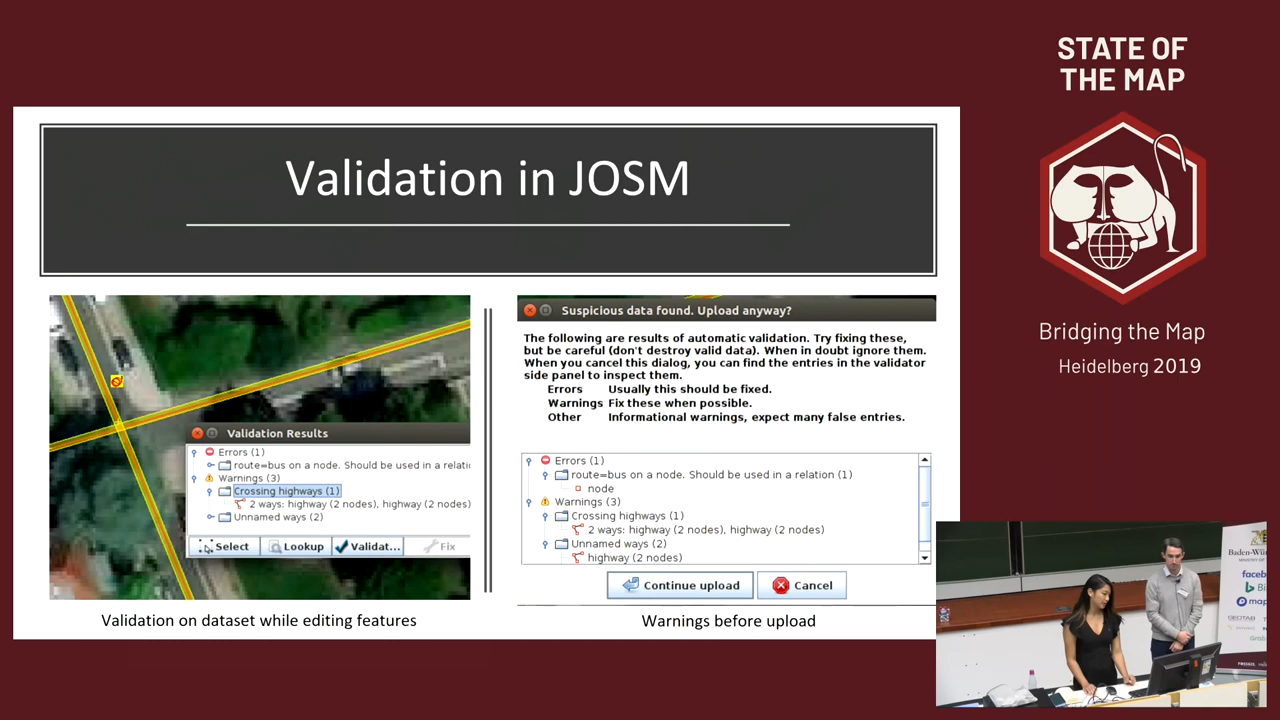 STATE OF
THE MAP
Validation in JOSM
Validation Results
Errors (1)
route=bus on a node. Should be used in a relatic
Warnings (3)
Crossing highways (1)
2 ways: highway (2 nodes), highway (2 nodes)
Unnamed ways (2)
Select
Lookup
Validat...
Fix
Validation on dataset while editing features
Suspicious data found. Upload anyway?
The following are results of automatic validation. Try fixing these,
but be careful (don't destroy valid data). When in doubt ignore them.
When you cancel this dialog, you can find the entries in the validator
side panel to inspect them.
Errors Usually this should be fixed.
Warnings Fix these when possible.
Other Informational warnings, expect many false entries.
Errors (1)
route=bus on a node. Should be used in a relation (1)
node
Warnings (3)
Crossing highways (1)
2 ways: highway (2 nodes), highway (2 nodes)
Unnamed ways (2)
highway (2 nodes)
Continue upload
Cancel
Warnings before upload
Bridging the Map
Heidelberg 2019